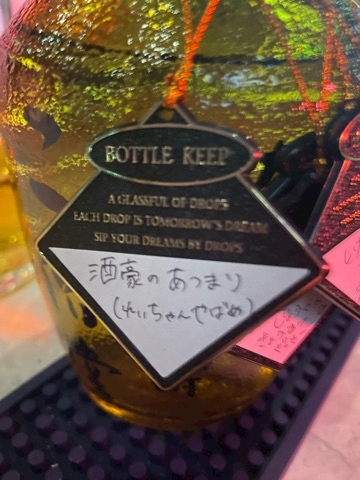 BOTTLE KEEP
A GLASSFUL OF DROPS
EACH DROP IS TOMORROW'S DREAM
SIP YOUR DREAMS BY DROPS
酒豪のあつまり
(れいちゃんやばめ)